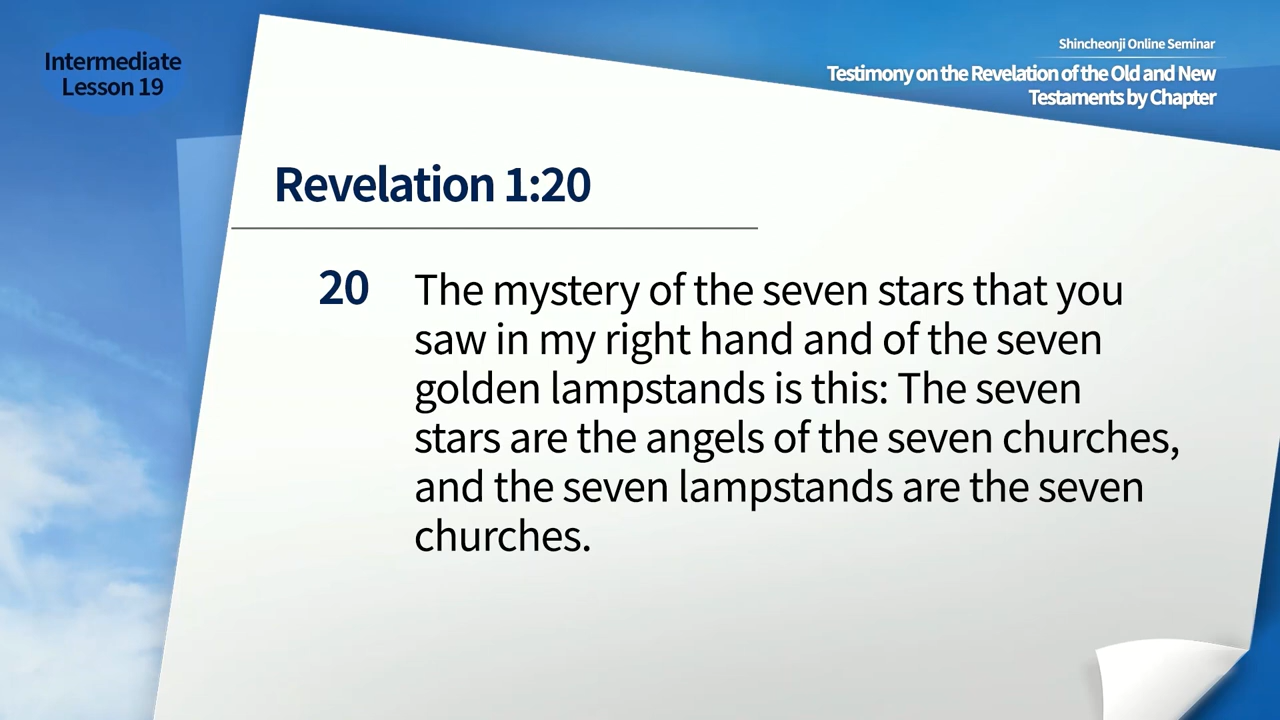 Intermediate
Lesson 19
Shincheonji Online Seminar
Testimony on the Revelation of the Old and New
Testaments by Chapter
Revelation 1:20
20 The mystery of the seven stars that you
saw in my right hand and of the seven
golden lampstands is this: The seven
stars are the angels of the seven churches,
and the seven lampstands are the seven
churches.